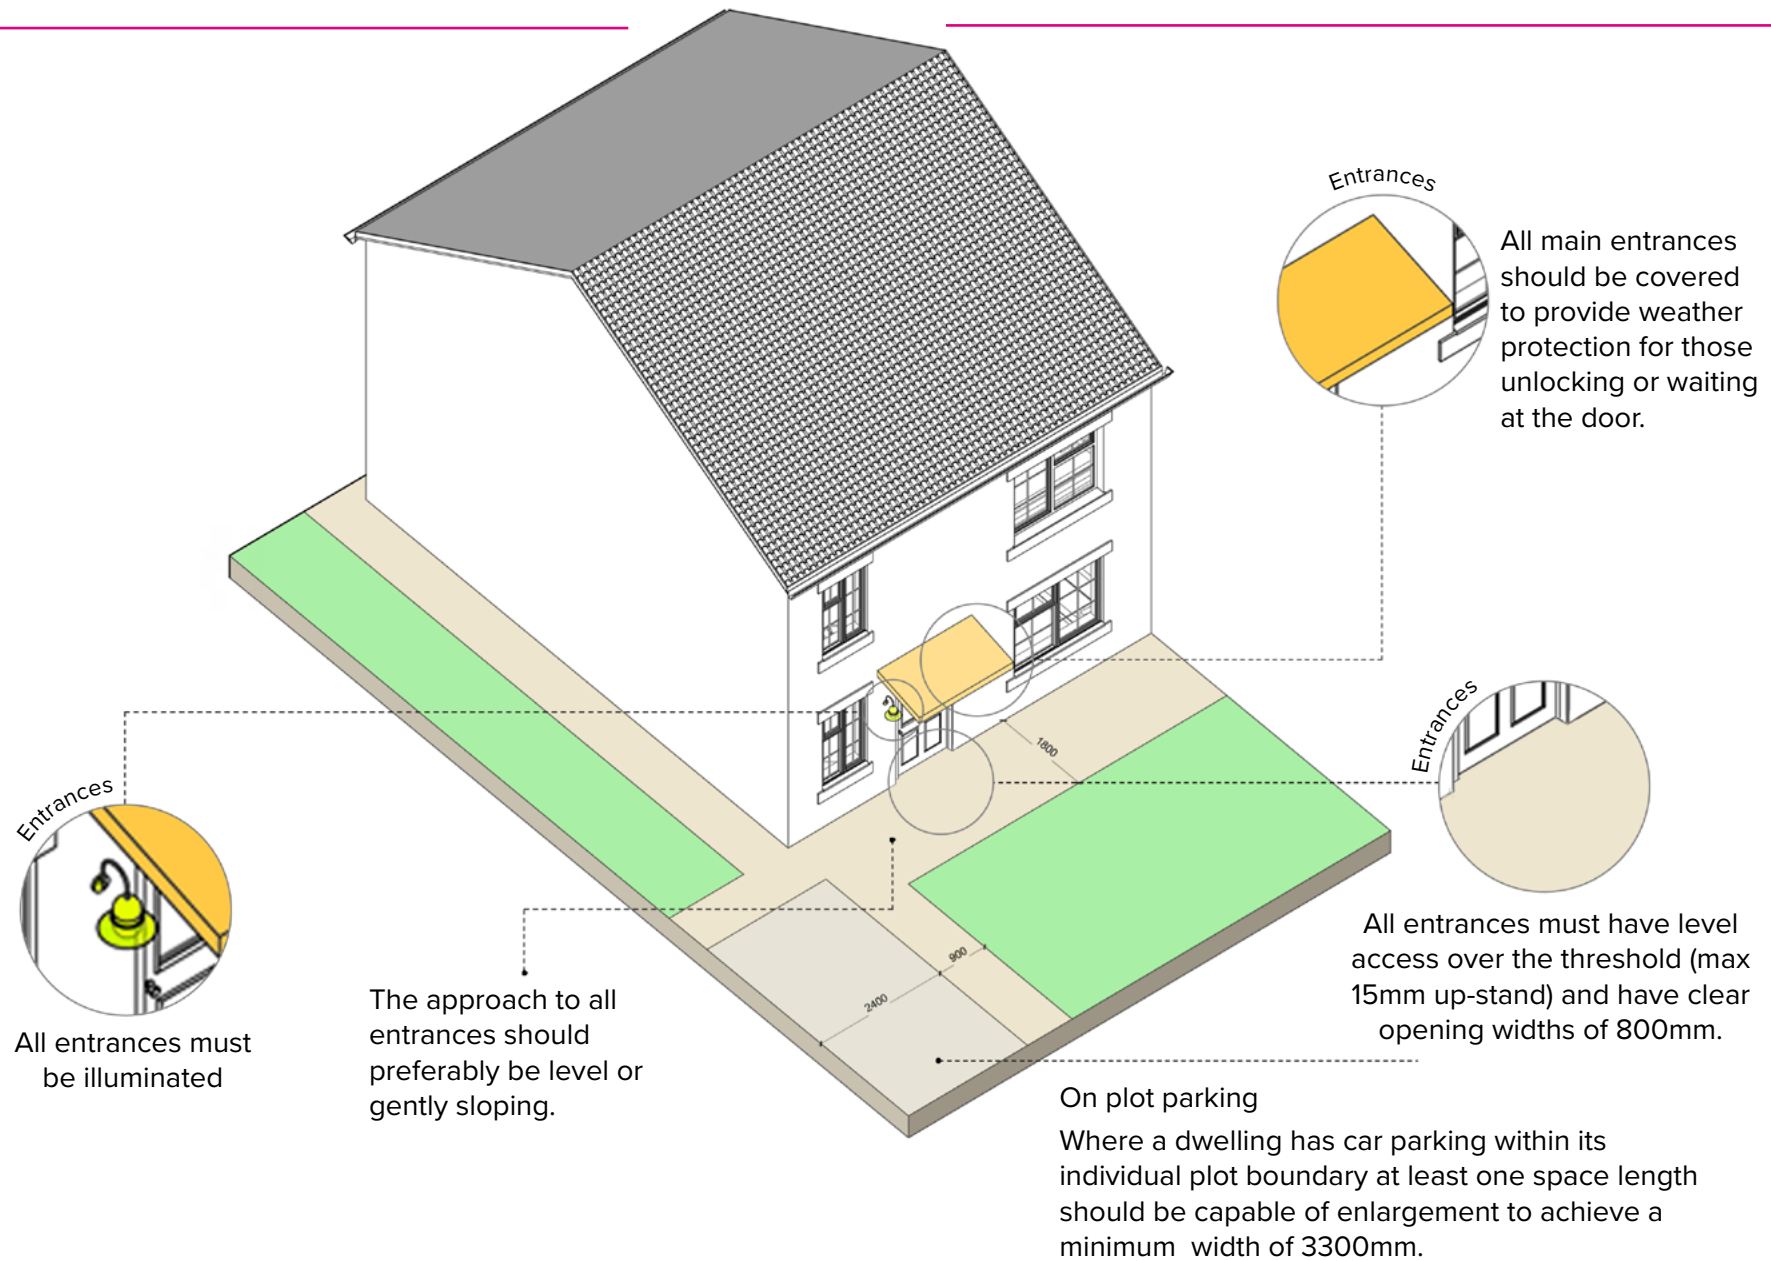 Entrances
All main entrances
should be covered
to provide weather
protection for those
unlocking or waiting
at the door.
1800
Entrances
Entrances
All entrances must
be illuminated
The approach to all
entrances should
preferably be level or
gently sloping.
900
2400
All entrances must have level
access over the threshold (max
15mm up-stand) and have clear
opening widths of 800mm.
On plot parking
Where a dwelling has car parking within its
individual plot boundary at least one space length
should be capable of enlargement to achieve a
minimum width of 3300mm.